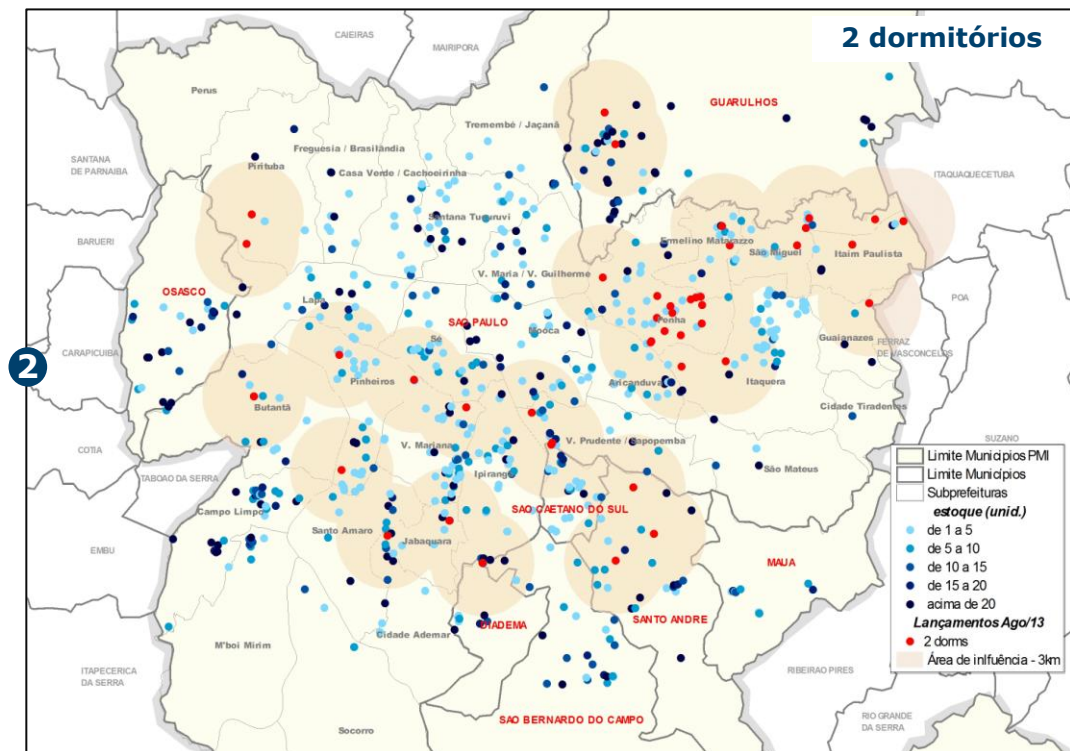 2 dormitórios
CAIEIRAS
MAIRIPORA
Perus
GUARULHOS
Tremembé / Jaçanã
Freguesia / Brasilândia
SANTANA
DE PARNAIBA
Pirituba
Casa Verde / Cachoeirinha
ITAQUAQUECETUBA
Santana Tucuruvi
BARUERI
Ermelino Matarazzo
São Miguel
Itaim Paulista
V. Maria / V. Guilherme
OSASCO
Lapa
POA
SAO PAULO
Penha
Mooca
Sé
Guaianazes
FERRAZ
DE VASCONCELOS
CARAPICUIBA
2
Pinheiros
Aricanduva
Itaquera
Butantã
Cidade Tiradentes
COTIA
V. Mariana
V. Prudente / Sapopemba
SUZANO
TABOAO DA SERRA
Ipiranga
São Mateus
Campo Limpo
SAO CAETANO DO SUL
Santo Amaro
Jabaquara
EMBU
MAUA
DIADEMA
SANTO ANDRE
Cidade Ademar
M'boi Mirim
ITAPECERICA
DA SERRA
RIBEIRAO PIRES
SAO BERNARDO DO CAMPO
Socorro
RIO GRANDE
DA SERRA
Limite Municipios PMI
Limite Municípios
Subprefeituras
estoque (unid.)
de 1 a 5
de 5 a 10
de 10 a 15
de 15 a 20
acima de 20
Lançamentos Ago/13
2 dorms
Área de inlfuência - 3km